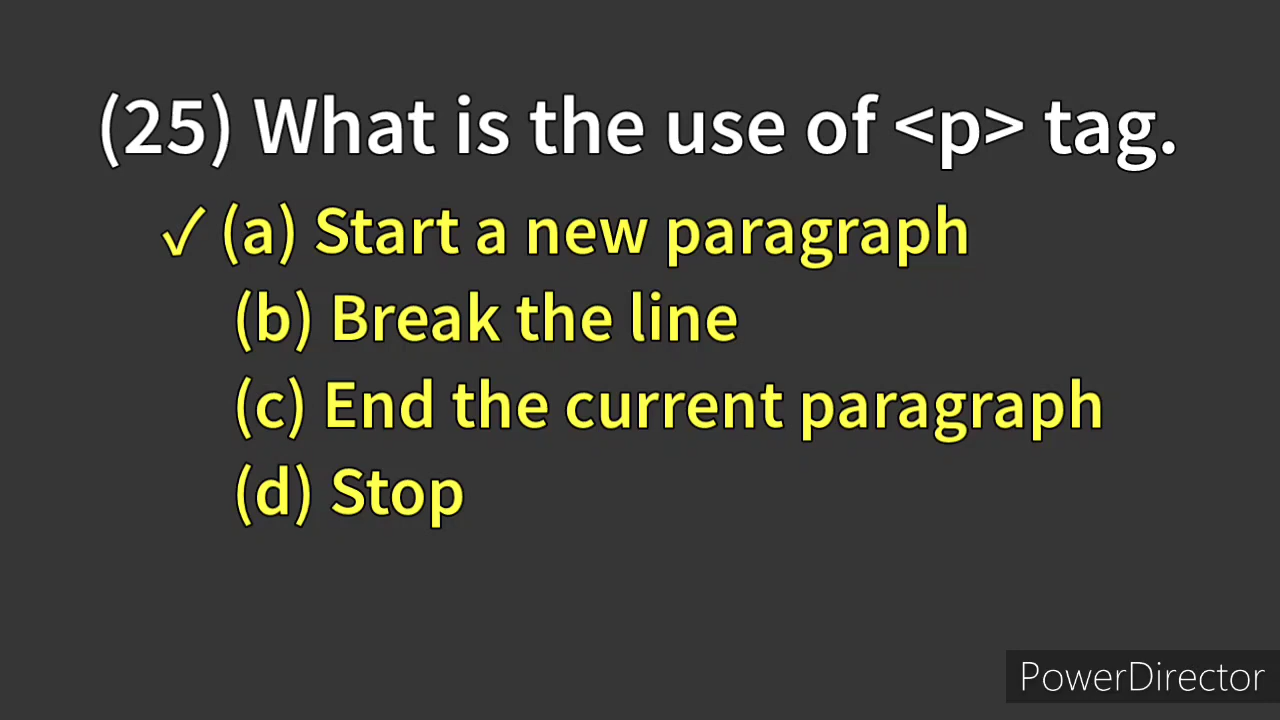 (25) What is the use of <p> tag.
✓ (a) Start a new paragraph
(b) Break the line
(c) End the current paragraph
(d) Stop
PowerDirector